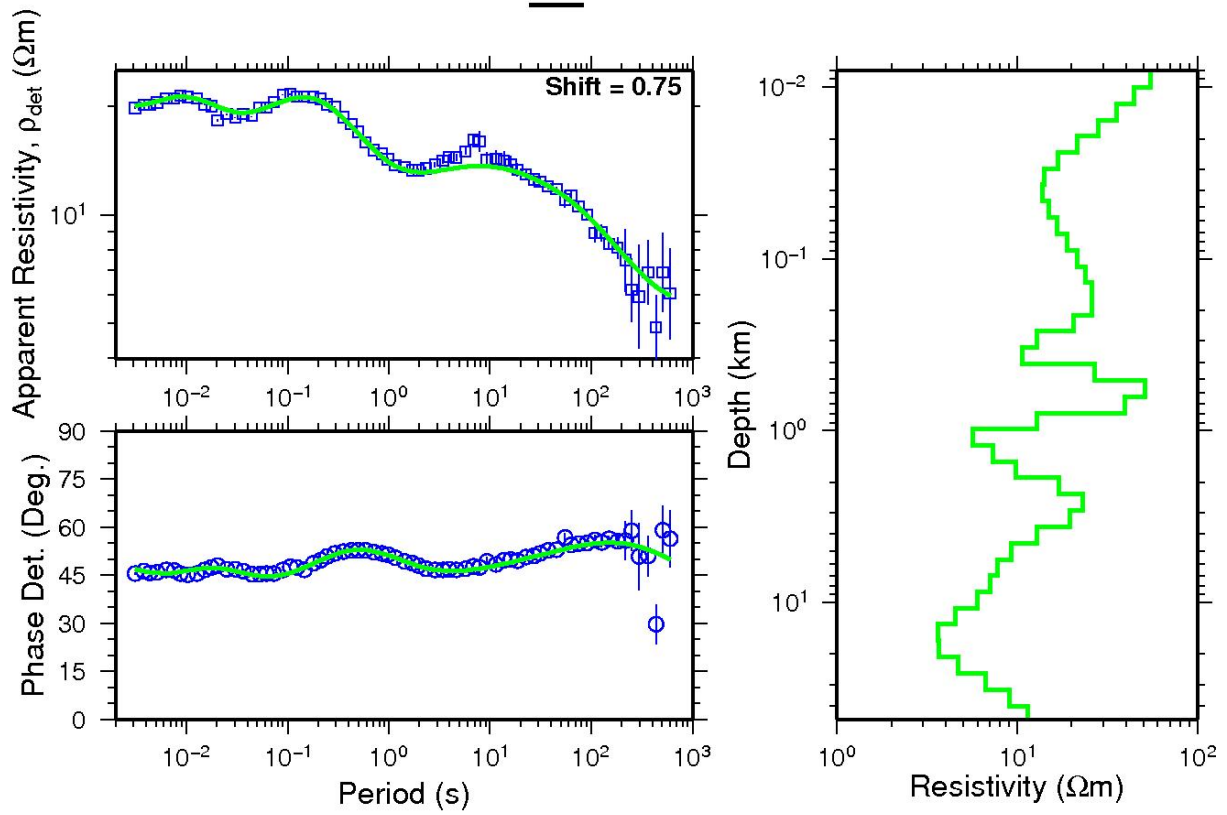 Shift = 0.75
Apparent Resistivity, ρdet (Ωm)
10¹
10⁻² 10⁻¹ 10⁰ 10¹ 10² 10³
Phase Det. (Deg.)
90
75
60
45
30
15
0
10⁻² 10⁻¹ 10⁰ 10¹ 10² 10³
Period (s)
Depth (km)
10⁻²
10⁻¹
10⁰
10¹
10⁰ 10¹ 10²
Resistivity (Ωm)